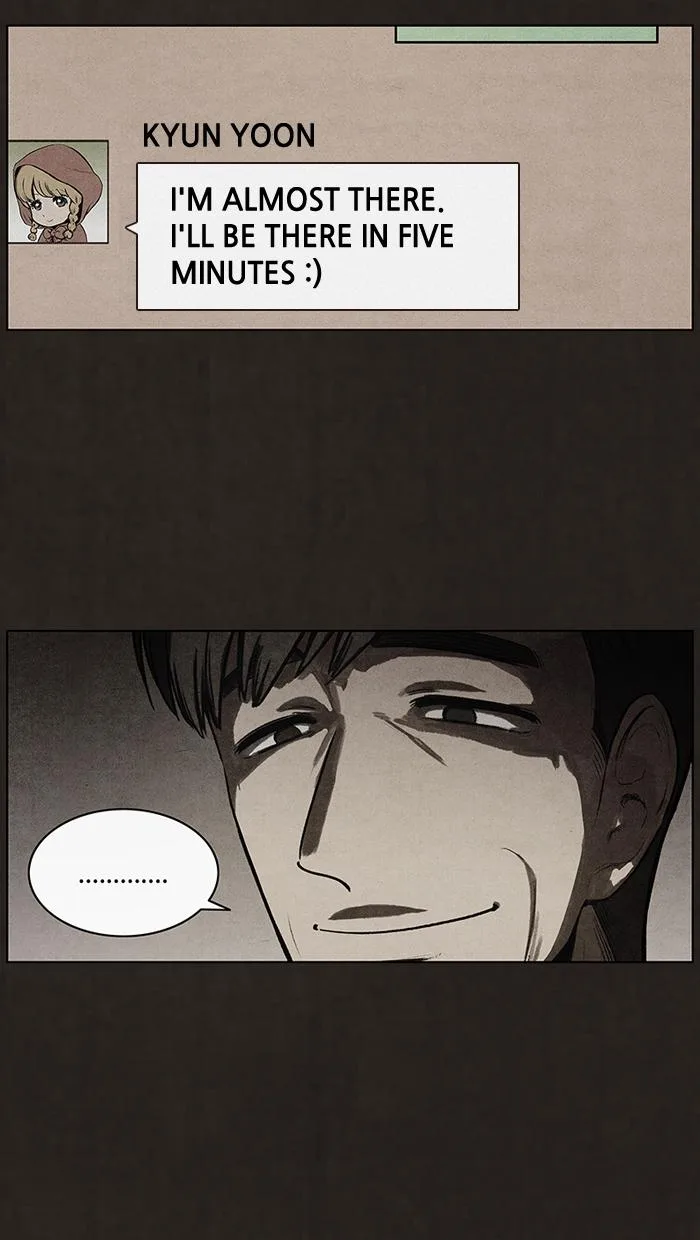 KYUN YOON
I'M ALMOST THERE.
I'LL BE THERE IN FIVE
MINUTES :)
.............